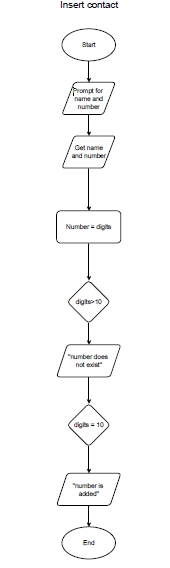 Insert contact
Start
Prompt for
name and
number
Get name
and number
Number = digits
digits>10
"number does
not exist"
digits = 10
"number is
added"
End